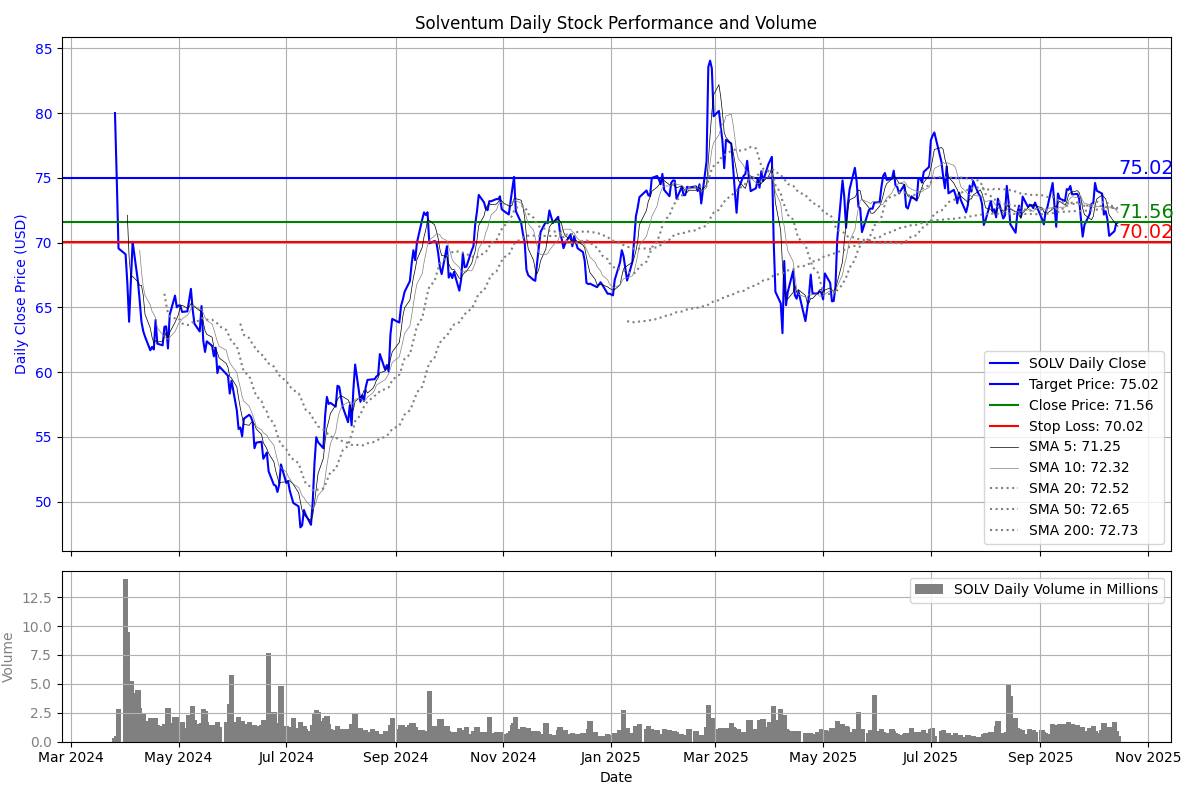 Solventum Daily Stock Performance and Volume
85
80
75
70
65
60
55
50
Daily Close Price (USD)
75.02
71.56
70.02
SOLV Daily Close
Target Price: 75.02
Close Price: 71.56
Stop Loss: 70.02
SMA 5: 71.25
SMA 10: 72.32
SMA 20: 72.52
SMA 50: 72.65
SMA 200: 72.73
12.5
10.0
7.5
5.0
2.5
0.0
Volume
SOLV Daily Volume in Millions
Mar 2024 May 2024 Jul 2024 Sep 2024 Nov 2024 Jan 2025 Mar 2025 May 2025 Jul 2025 Sep 2025 Nov 2025
Date